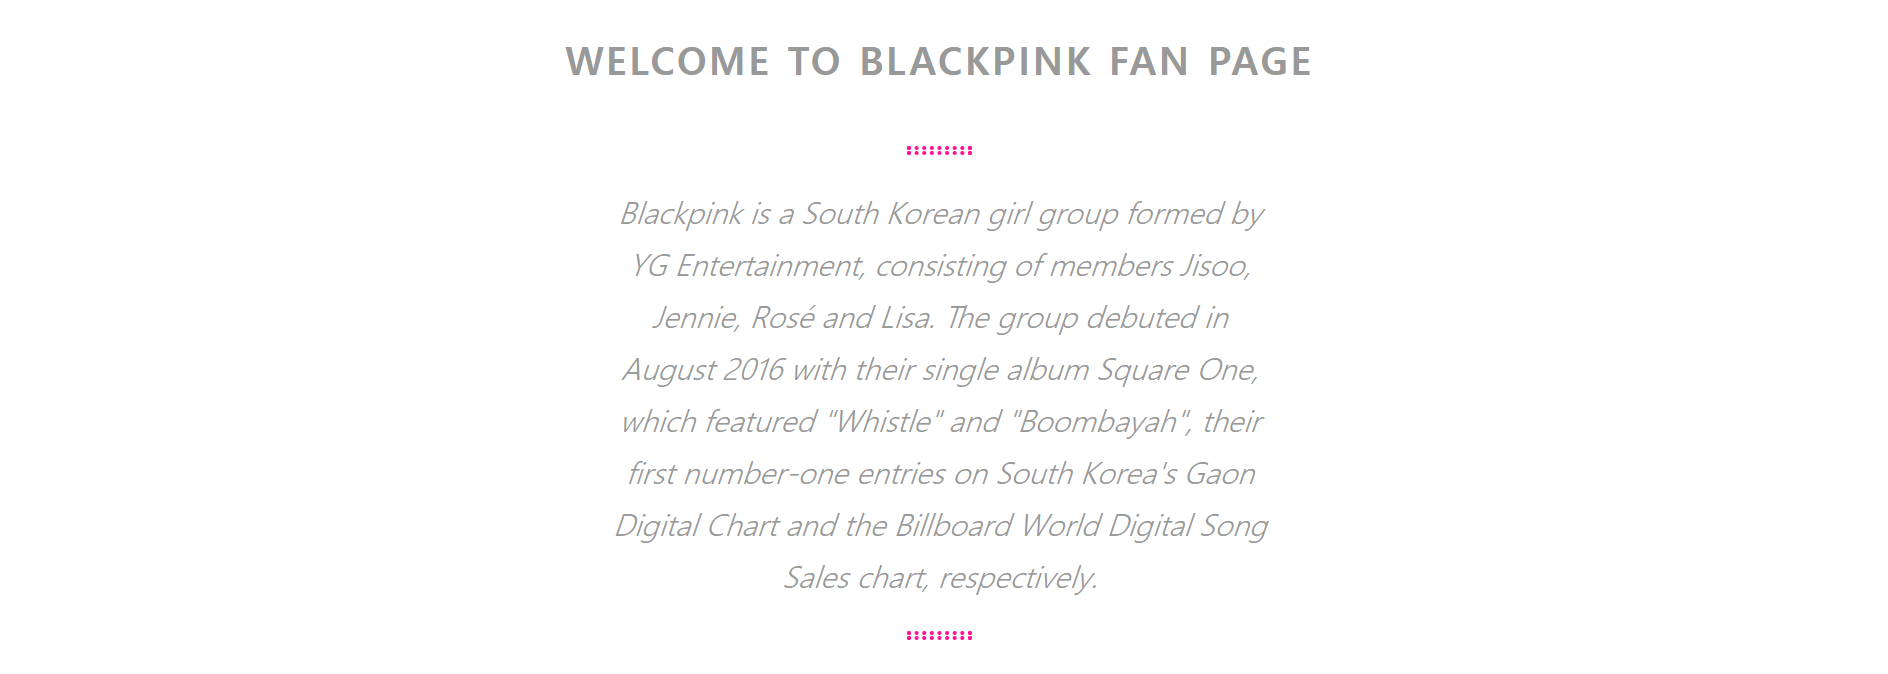 WELCOME TO BLACKPINK FAN PAGE
Blackpink is a South Korean girl group formed by
YG Entertainment, consisting of members Jisoo,
Jennie, Rosé and Lisa. The group debuted in
August 2016 with their single album Square One,
which featured "Whistle" and "Boombayah", their
first number-one entries on South Korea's Gaon
Digital Chart and the Billboard World Digital Song
Sales chart, respectively.